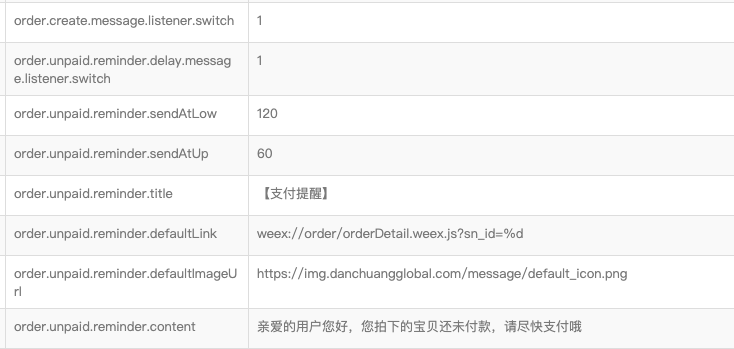 order.create.message.listener.switch 1
order.unpaid.reminder.delay.messag 1
e.listener.switch
order.unpaid.reminder.sendAtLow 120
order.unpaid.reminder.sendAtUp 60
order.unpaid.reminder.title 【支付提醒】
order.unpaid.reminder.defaultLink weex://order/orderDetail.weex.js?sn_id=%d
order.unpaid.reminder.defaultImageU https://img.danchuangglobal.com/message/default_icon.png
rl
order.unpaid.reminder.content 亲爱的用户您好，您拍下的宝贝还未付款，请尽快支付哦